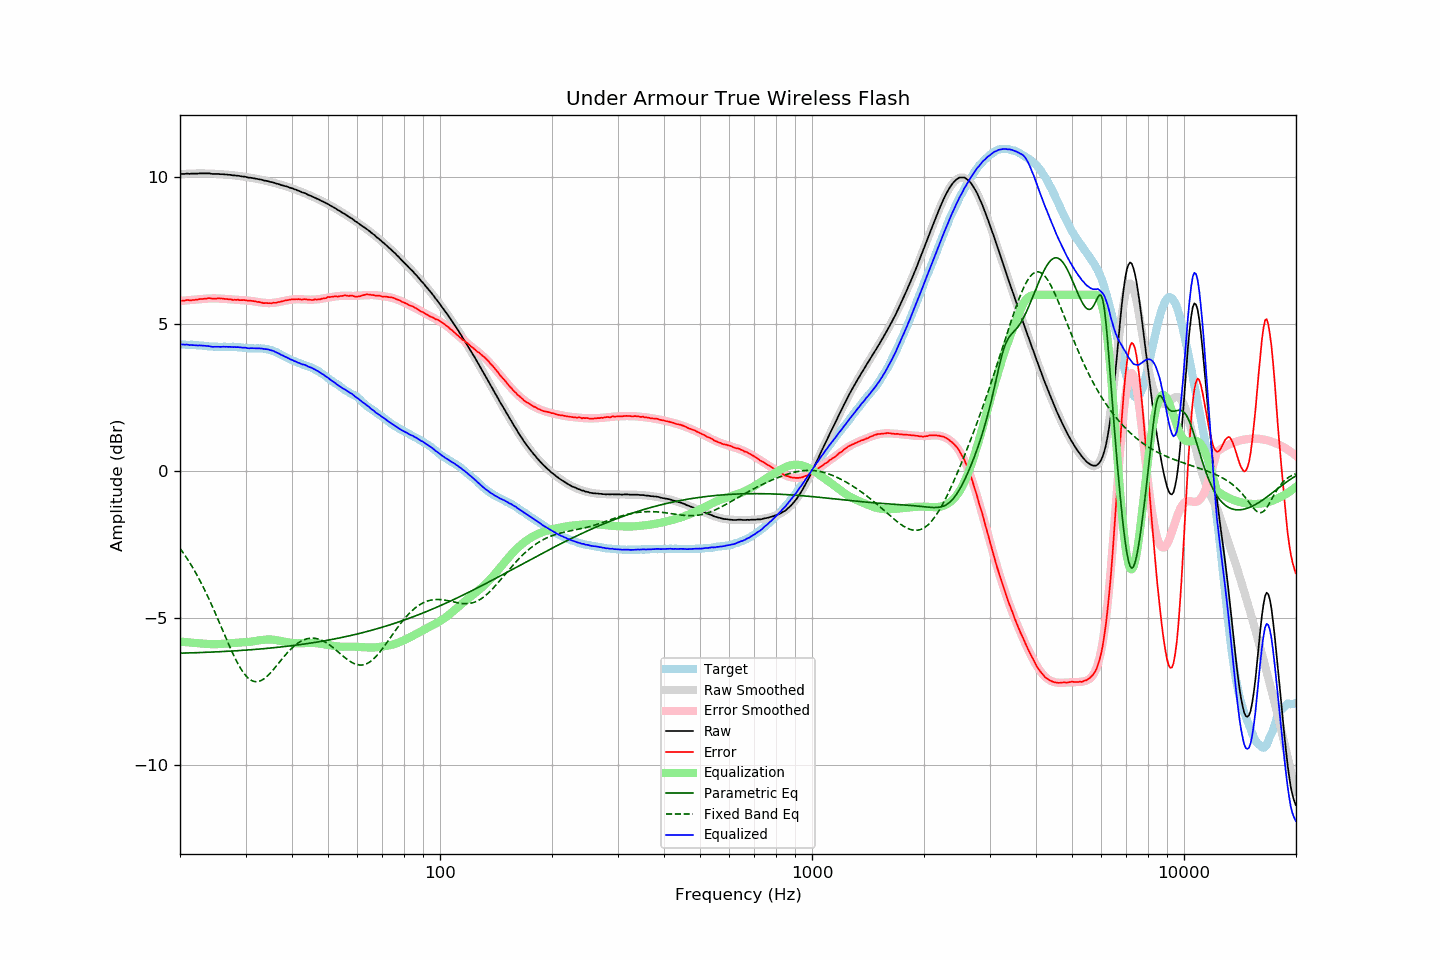 Under Armour True Wireless Flash
10
5
0
−5
−10
Amplitude (dBr)
Target
Raw Smoothed
Error Smoothed
Raw
Error
Equalization
Parametric Eq
Fixed Band Eq
Equalized
100
1000
10000
Frequency (Hz)